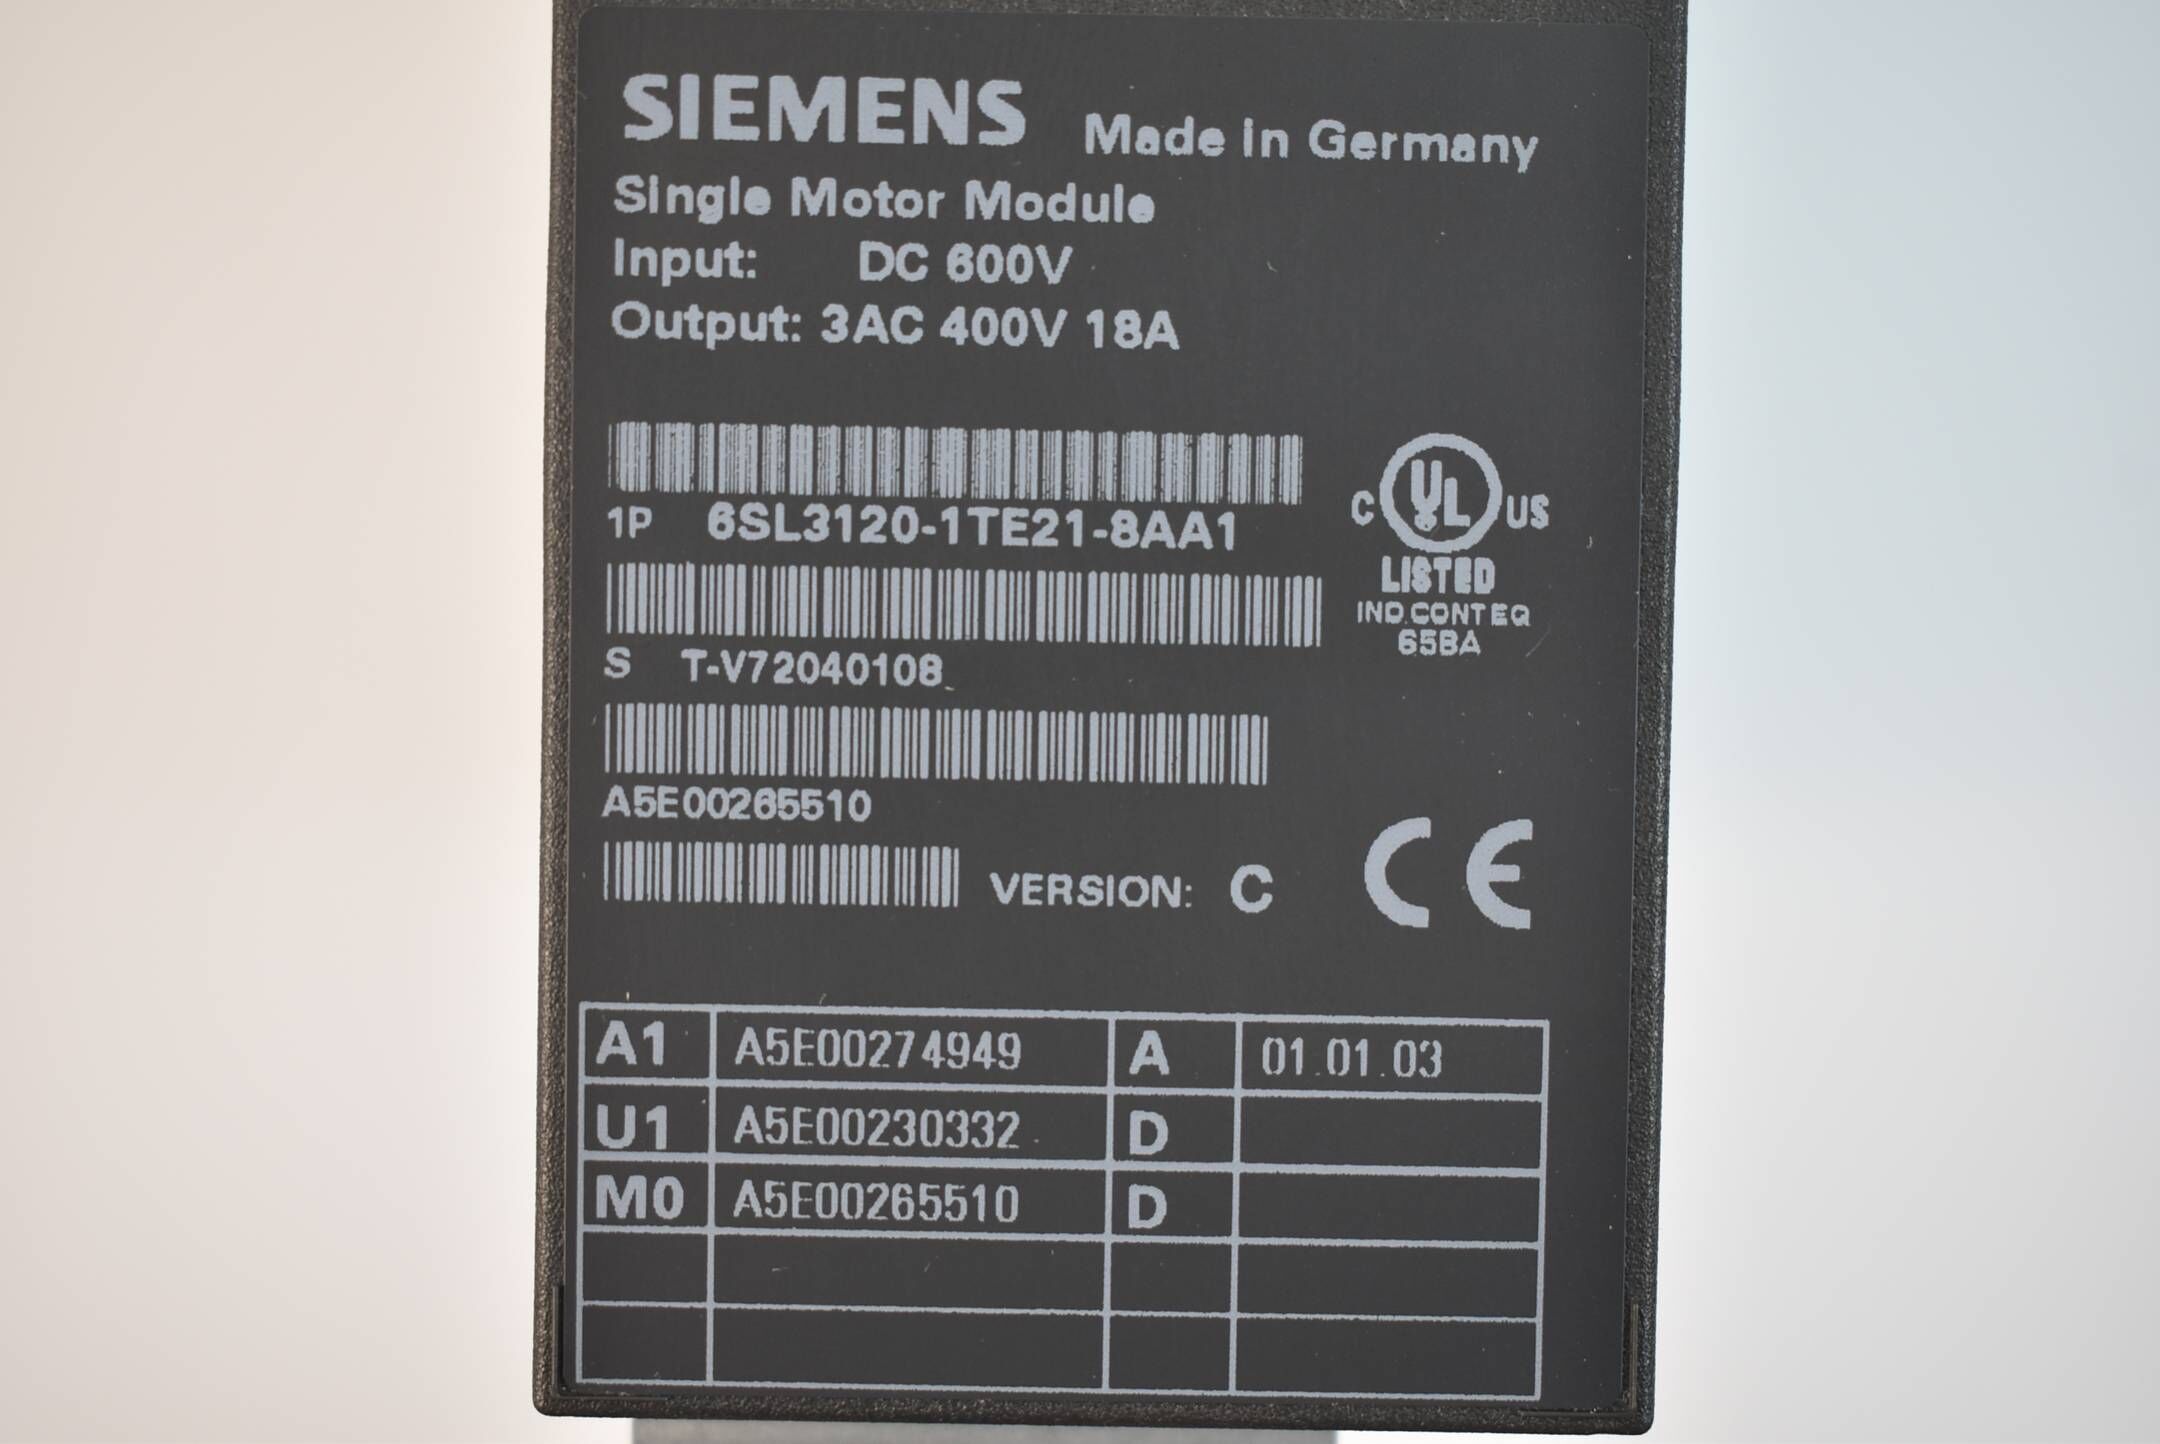 SIEMENS Made in Germany
Single Motor Module
Input: DC 600V
Output: 3AC 400V 18A
1P 6SL3120-1TE21-8AA1
C UL US
LISTED
IND.CONT EQ
65BA
S T-V72040108
A5E00265510
VERSION: C
CE
A1 A5E00274949 A 01.01.03
U1 A5E00230332 D
M0 A5E00265510 D